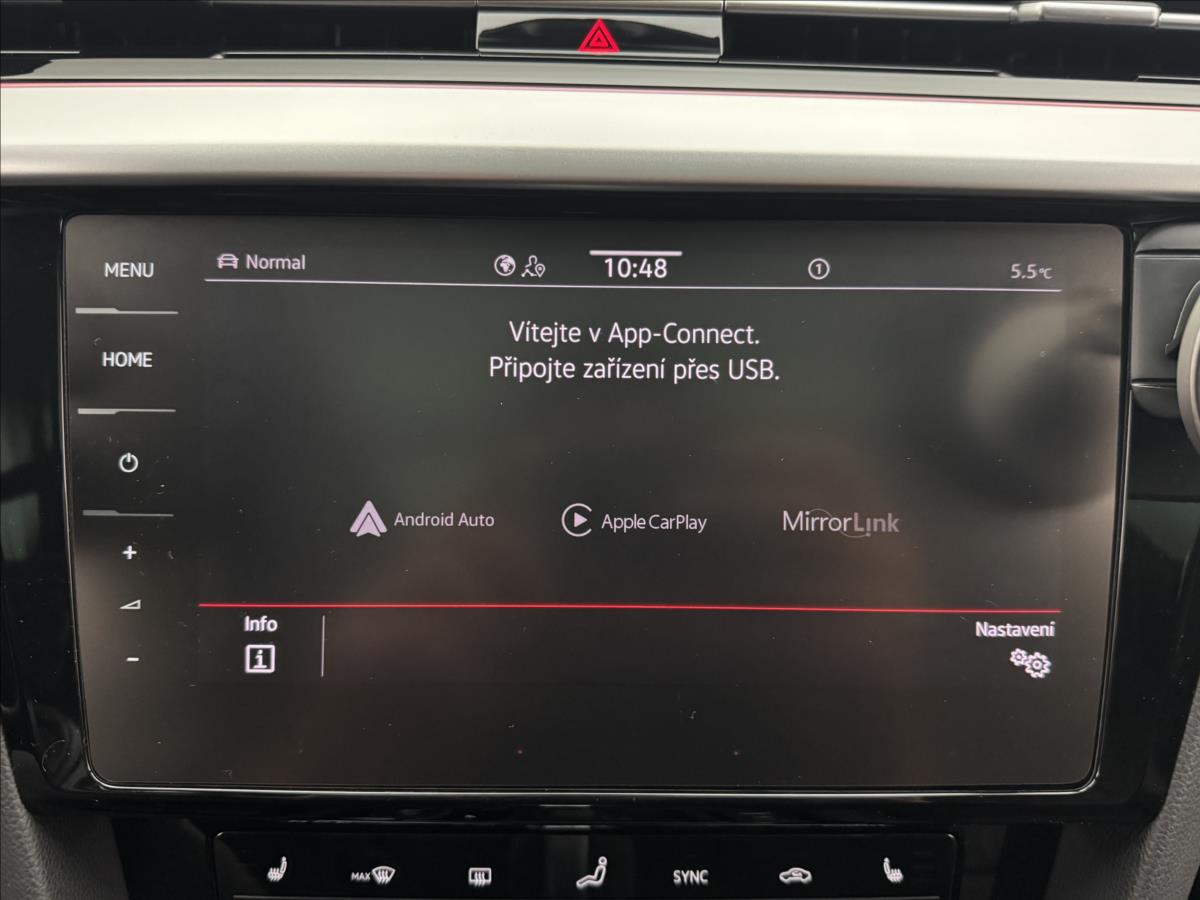 MENU
Normal
10:48
1
5.5°C
Vítejte v App-Connect.
HOME
Připojte zařízení přes USB.
Android Auto
Apple CarPlay
MirrorLink
+
-
Info
i
Nastavení
MAX
SYNC